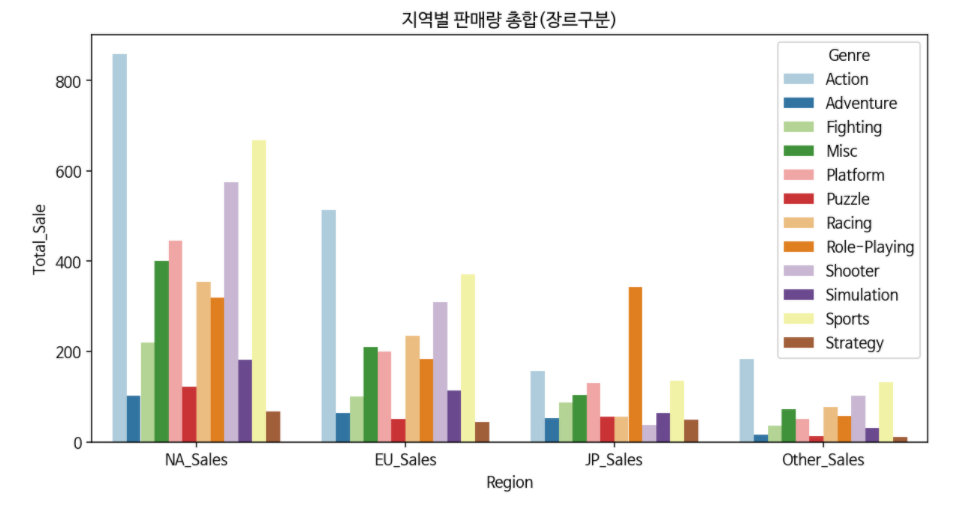 지역별 판매량 총합(장르구분)
800
600
400
200
0
Total_Sale
NA_Sales
EU_Sales
JP_Sales
Other_Sales
Region
Genre
Action
Adventure
Fighting
Misc
Platform
Puzzle
Racing
Role-Playing
Shooter
Simulation
Sports
Strategy